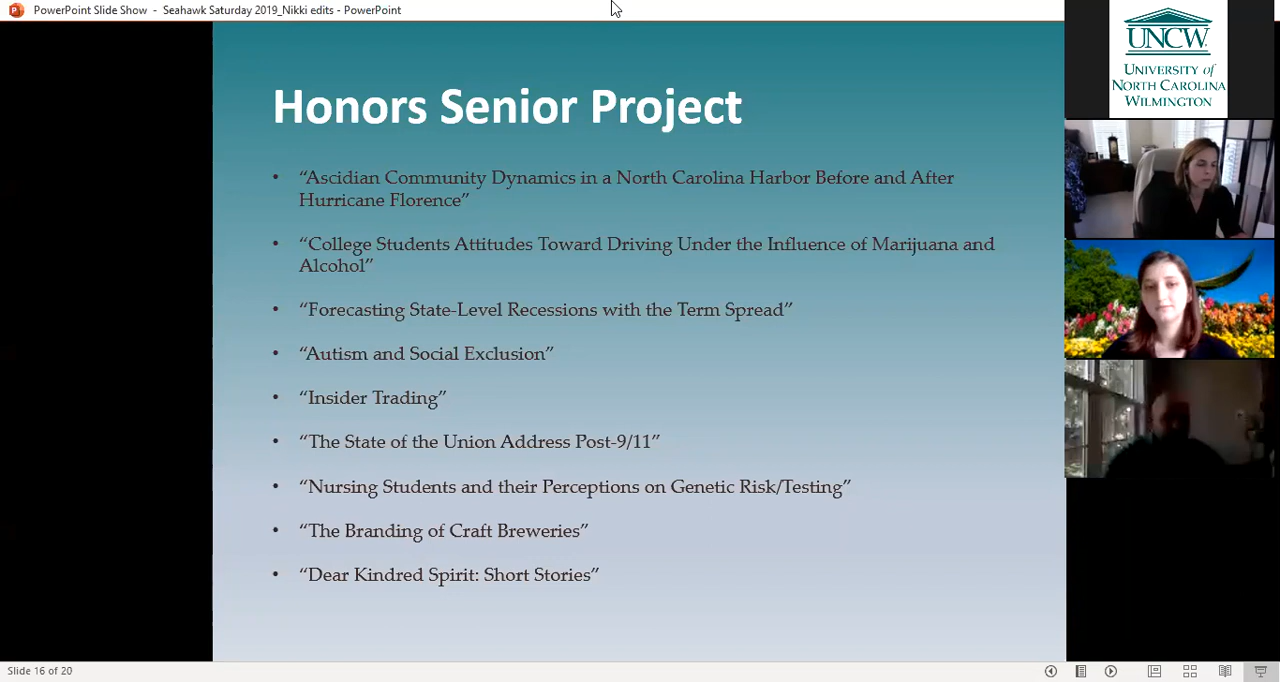 PowerPoint Slide Show - Seahawk Saturday 2019_Nikki edits - PowerPoint
UNCW
UNIVERSITY of
NORTH CAROLINA
WILMINGTON
Honors Senior Project
• “Ascidian Community Dynamics in a North Carolina Harbor Before and After
Hurricane Florence”
• “College Students Attitudes Toward Driving Under the Influence of Marijuana and
Alcohol”
• “Forecasting State-Level Recessions with the Term Spread”
• “Autism and Social Exclusion”
• “Insider Trading”
• “The State of the Union Address Post-9/11”
• “Nursing Students and their Perceptions on Genetic Risk/Testing”
• “The Branding of Craft Breweries”
• “Dear Kindred Spirit: Short Stories”
Slide 16 of 20